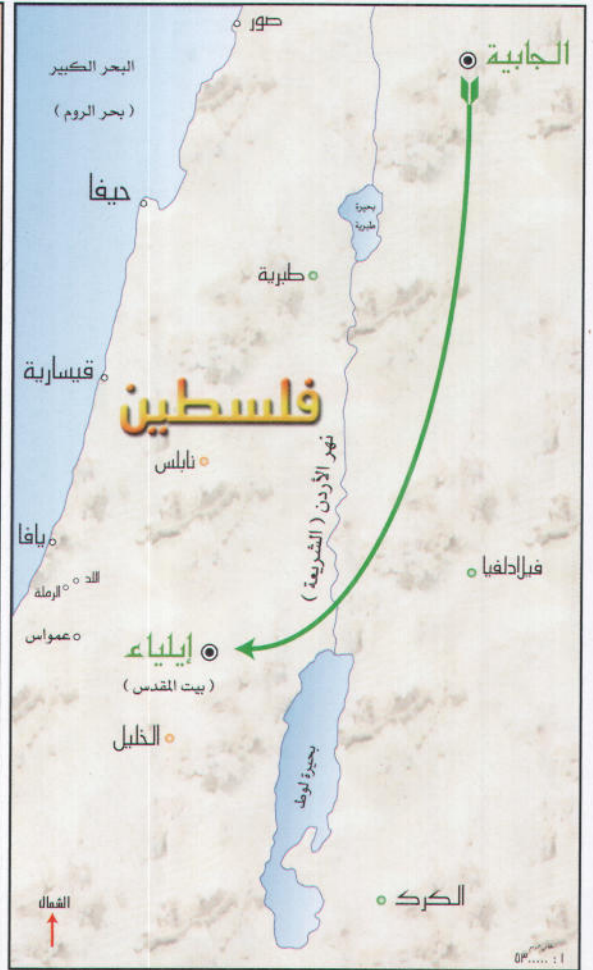 صور
الجابية
البحر الكبير
( بحر الروم )
حيفا
بحيرة
طبرية
طبرية
قيسارية
فلسطين
نابلس
نهر الأردن ( الشريعة )
يافا
اللد
الرملة
فيلادلفيا
عمواس
إيلياء
( بيت المقدس )
الخليل
بحيرة لوط
الكرك
الشمال